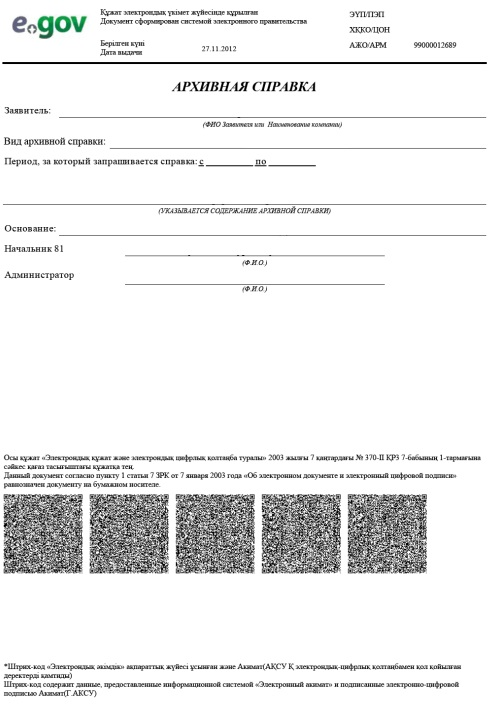 e.gov
Құжат электрондық үкімет жүйесінде құрылған
Документ сформирован системой электронного правительства
Берілген күні
Дата выдачи
27.11.2012
ЭҮП/ПЭП
ХҚКО/ЦОН
АЖО/АРМ 99000012689
АРХИВНАЯ СПРАВКА
Заявитель:
(ФИО Заявителя или Наименование компании)
Вид архивной справки:
Период, за который запрашивается справка: с _________ по _________
(УКАЗЫВАЕТСЯ СОДЕРЖАНИЕ АРХИВНОЙ СПРАВКИ)
Основание:
Начальник 81
(Ф.И.О.)
Администратор
(Ф.И.О.)
Осы құжат «Электрондық құжат және электрондық цифрлық қолтаңба туралы» 2003 жылғы 7 қаңтардағы № 370-II ҚРЗ 7-бабының 1-тармағына
сәйкес қағаз тасығыштағы құжатқа тең.
Данный документ согласно пункту 1 статьи 7 ЗРК от 7 января 2003 года «Об электронном документе и электронный цифровой подписи»
равнозначен документу на бумажном носителе.
*Штрих-код «Электрондық әкімдік» ақпараттық жүйесі ұсынған және Акимат(АҚСУ Қ электрондық-цифрлық қолтаңбамен қол қойылған
деректерді қамтиды)
Штрих-код содержит данные, предоставленные информационной системой «Электронный акимат» и подписанные электронно-цифровой
подписью Акимат(Г.АКСУ)